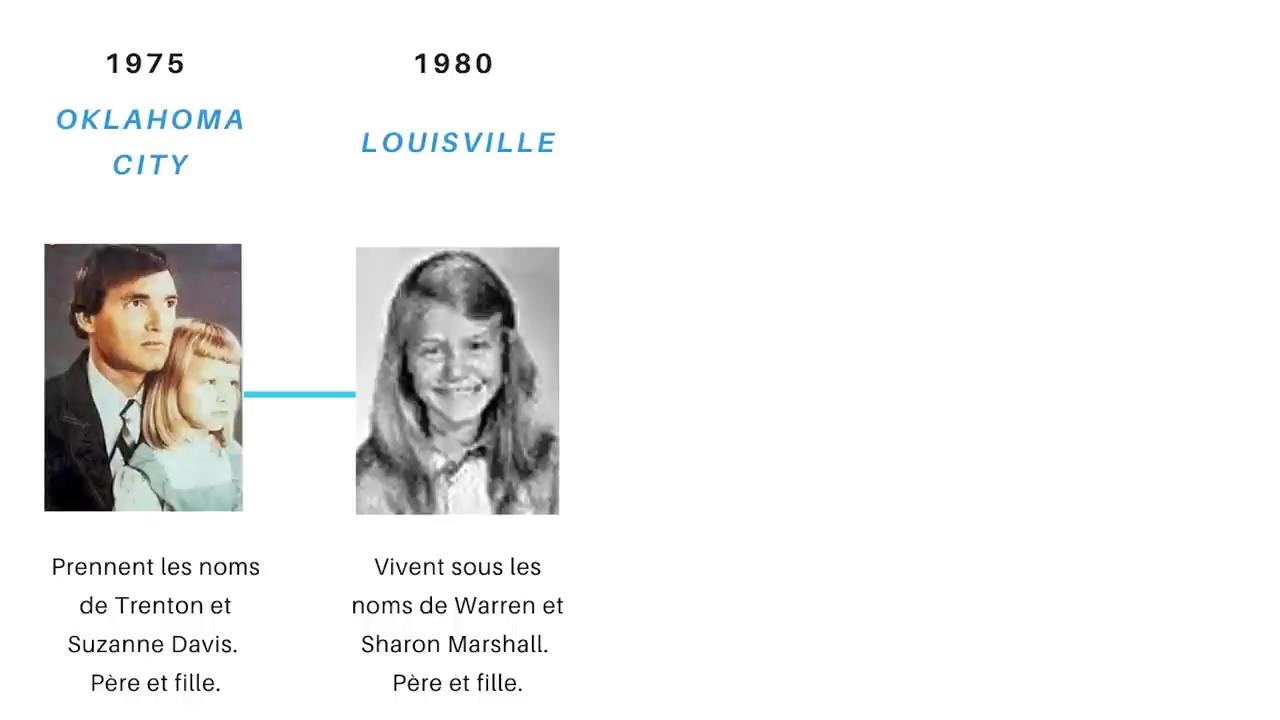 1975
OKLAHOMA
CITY
Prennent les noms
de Trenton et
Suzanne Davis.
Père et fille.
1980
LOUISVILLE
Vivent sous les
noms de Warren et
Sharon Marshall.
Père et fille.